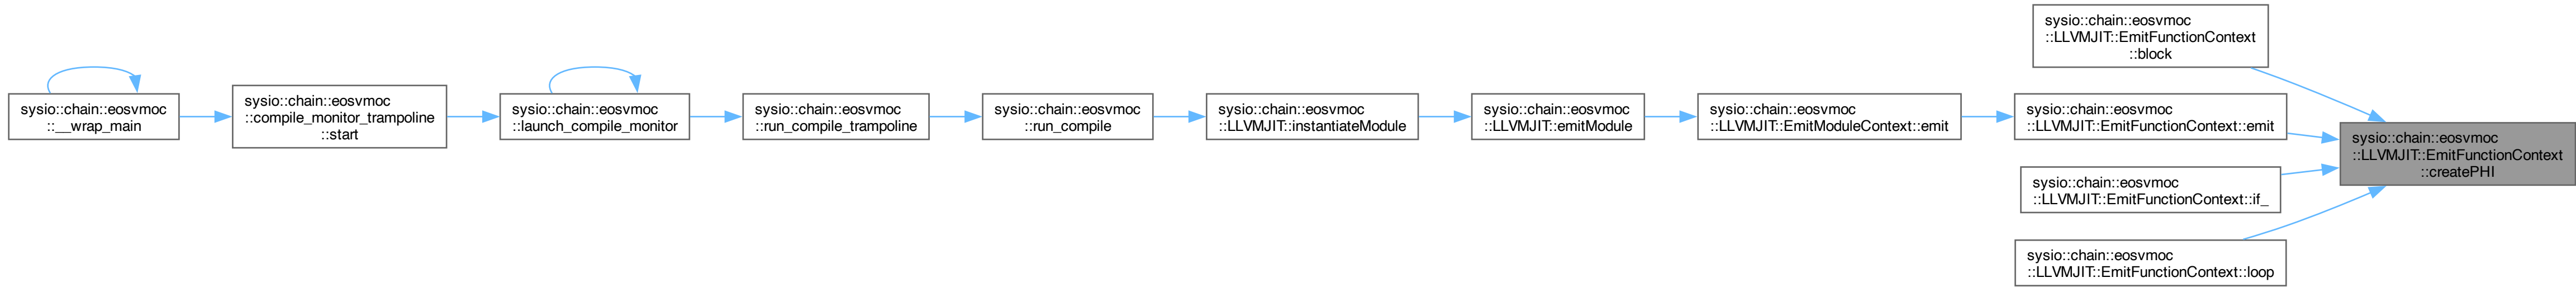 sysio::chain::eosvmoc
::__wrap_main
sysio::chain::eosvmoc
::compile_monitor_trampoline
::start
sysio::chain::eosvmoc
::launch_compile_monitor
sysio::chain::eosvmoc
::run_compile_trampoline
sysio::chain::eosvmoc
::run_compile
sysio::chain::eosvmoc
::LLVMJIT::instantiateModule
sysio::chain::eosvmoc
::LLVMJIT::emitModule
sysio::chain::eosvmoc
::LLVMJIT::EmitModuleContext::emit
sysio::chain::eosvmoc
::LLVMJIT::EmitFunctionContext
::block
sysio::chain::eosvmoc
::LLVMJIT::EmitFunctionContext::emit
sysio::chain::eosvmoc
::LLVMJIT::EmitFunctionContext::if_
sysio::chain::eosvmoc
::LLVMJIT::EmitFunctionContext::loop
sysio::chain::eosvmoc
::LLVMJIT::EmitFunctionContext
::createPHI